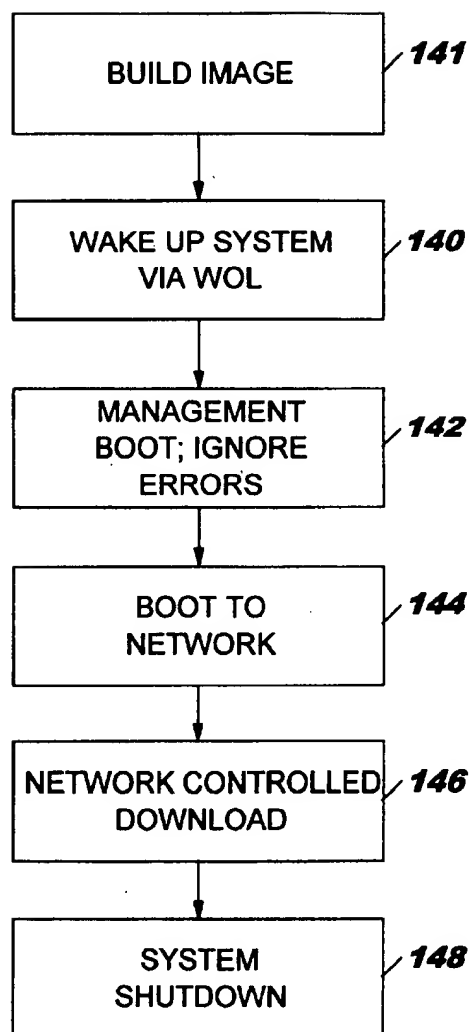 BUILD IMAGE
141
WAKE UP SYSTEM
VIA WOL
140
MANAGEMENT
BOOT; IGNORE
ERRORS
142
BOOT TO
NETWORK
144
NETWORK CONTROLLED
DOWNLOAD
146
SYSTEM
SHUTDOWN
148